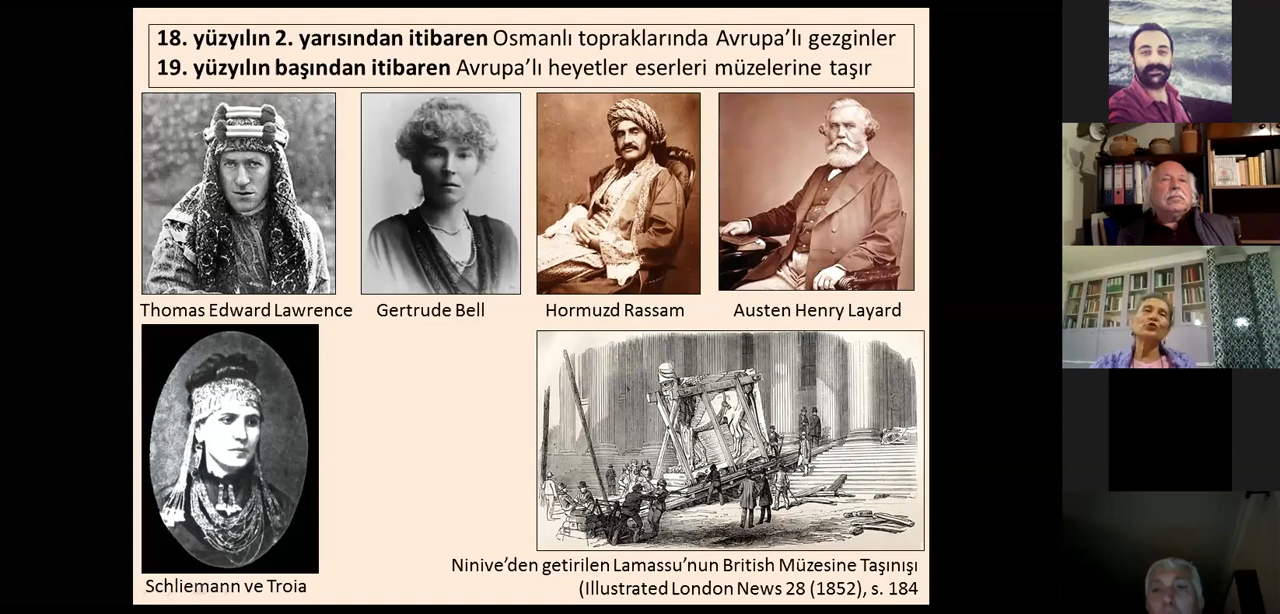 18. yüzyılın 2. yarısından itibaren Osmanlı topraklarında Avrupa’lı gezginler
19. yüzyılın başından itibaren Avrupa’lı heyetler eserleri müzelerine taşır
Thomas Edward Lawrence
Gertrude Bell
Hormuzd Rassam
Austen Henry Layard
Schliemann ve Troia
Ninive’den getirilen Lamassu’nun British Müzesine Taşınışı
(Illustrated London News 28 (1852), s. 184